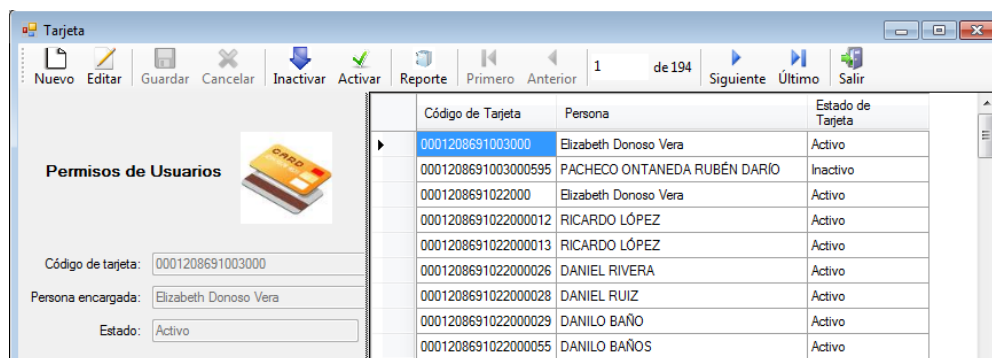 Tarjeta
Nuevo Editar Guardar Cancelar Inactivar Activar Reporte Primero Anterior 1 de 194 Siguiente Último Salir
Permisos de Usuarios
CARD
Código de tarjeta: 0001208691003000
Persona encargada: Elizabeth Donoso Vera
Estado: Activo
Código de Tarjeta Persona Estado de
Tarjeta
0001208691003000 Elizabeth Donoso Vera Activo
0001208691003000595 PACHECO ONTANEDA RUBÉN DARÍO Inactivo
0001208691022000 Elizabeth Donoso Vera Activo
0001208691022000012 RICARDO LÓPEZ Activo
0001208691022000013 RICARDO LÓPEZ Activo
0001208691022000026 DANIEL RIVERA Activo
0001208691022000028 DANIEL RUIZ Activo
0001208691022000029 DANILO BAÑO Activo
0001208691022000055 DANILO BAÑOS Activo